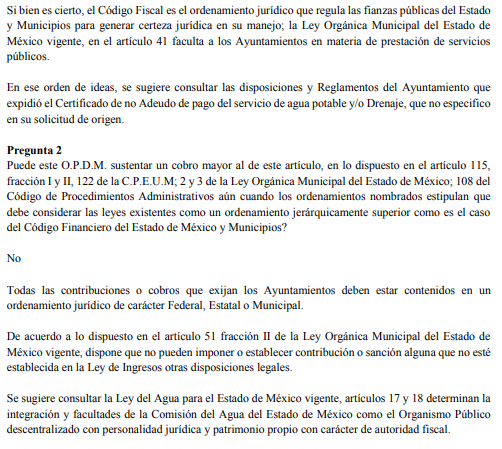 Si bien es cierto, el Código Fiscal es el ordenamiento jurídico que regula las fianzas públicas del Estado
y Municipios para generar certeza jurídica en su manejo; la Ley Orgánica Municipal del Estado de
México vigente, en el artículo 41 faculta a los Ayuntamientos en materia de prestación de servicios
públicos.
En ese orden de ideas, se sugiere consultar las disposiciones y Reglamentos del Ayuntamiento que
expidió el Certificado de no Adeudo de pago del servicio de agua potable y/o Drenaje, que no especifico
en su solicitud de origen.
Pregunta 2
Puede este O.P.D.M. sustentar un cobro mayor al de este artículo, en lo dispuesto en el artículo 115,
fracción I y II, 122 de la C.P.E.U.M; 2 y 3 de la Ley Orgánica Municipal del Estado de México; 108 del
Código de Procedimientos Administrativos aún cuando los ordenamientos nombrados estipulan que
debe considerar las leyes existentes como un ordenamiento jerárquicamente superior como es el caso
del Código Financiero del Estado de México y Municipios?
No
Todas las contribuciones o cobros que exijan los Ayuntamientos deben estar contenidos en un
ordenamiento jurídico de carácter Federal, Estatal o Municipal.
De acuerdo a lo dispuesto en el artículo 51 fracción II de la Ley Orgánica Municipal del Estado de
México vigente, dispone que no pueden imponer o establecer contribución o sanción alguna que no esté
establecida en la Ley de Ingresos otras disposiciones legales.
Se sugiere consultar la Ley del Agua para el Estado de México vigente, artículos 17 y 18 determinan la
integración y facultades de la Comisión del Agua del Estado de México como el Organismo Público
descentralizado con personalidad jurídica y patrimonio propio con carácter de autoridad fiscal.